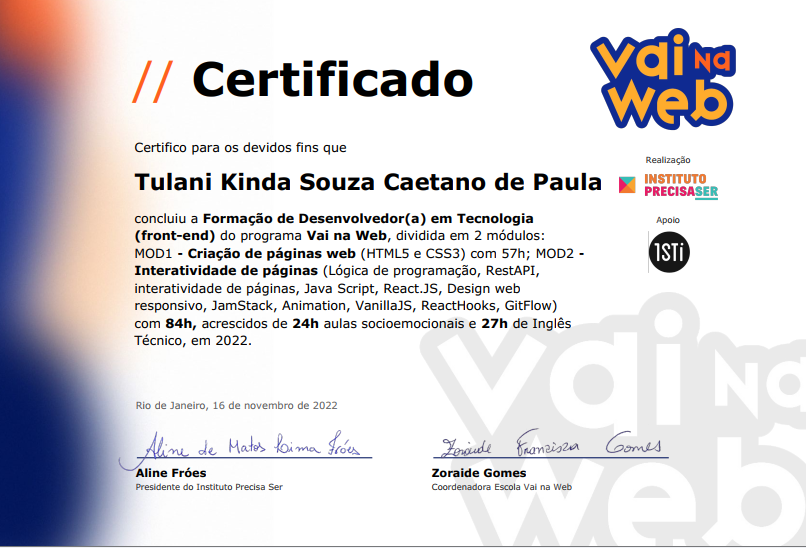 // Certificado
Vai na Web
Certifico para os devidos fins que
Realização
Tulani Kinda Souza Caetano de Paula
INSTITUTO
PRECISASER
concluiu a Formação de Desenvolvedor(a) em Tecnologia
Apoio
(front-end) do programa Vai na Web, dividida em 2 módulos:
1STi
MOD1 - Criação de páginas web (HTML5 e CSS3) com 57h; MOD2 -
Interatividade de páginas (Lógica de programação, RestAPI,
interatividade de páginas, Java Script, React.JS, Design web
responsivo, JamStack, Animation, VanillaJS, ReactHooks, GitFlow)
com 84h, acrescidos de 24h aulas socioemocionais e 27h de Inglês
Técnico, em 2022.
Vai na Web
Rio de Janeiro, 16 de novembro de 2022
Aline de Matos Lima Fróes
Zoraide Franzisza Gomes
Aline Fróes
Zoraide Gomes
Presidente do Instituto Precisa Ser
Coordenadora Escola Vai na Web